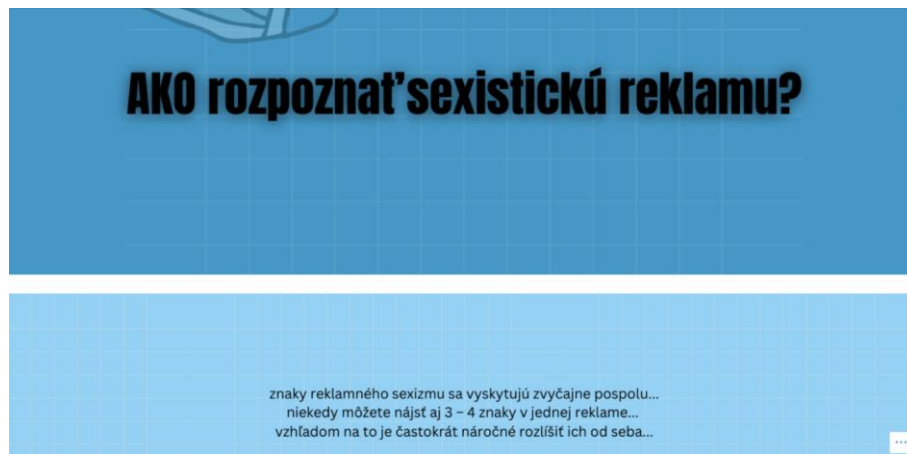 AKO rozpoznať sexistickú reklamu?
znaky reklamného sexizmu sa vyskytujú zvyčajne pospolu...
niekedy môžete nájsť aj 3 – 4 znaky v jednej reklame...
vzhľadom na to je častokrát náročné rozlíšiť ich od seba...